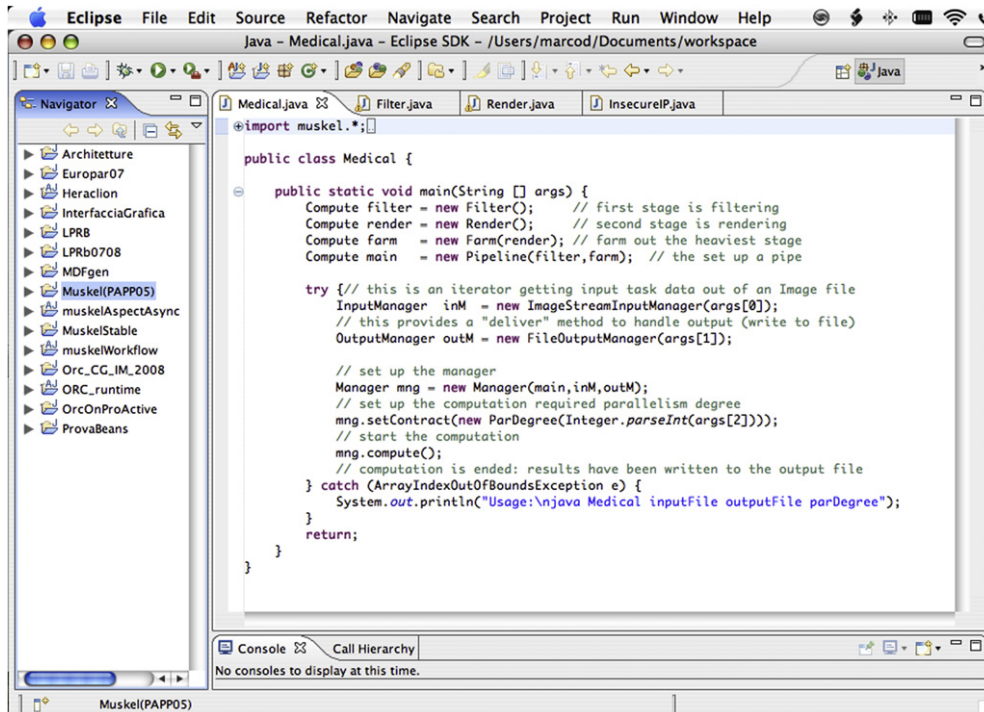 Eclipse File Edit Source Refactor Navigate Search Project Run Window Help
Java – Medical.java – Eclipse SDK – /Users/marcod/Documents/workspace
Java
Navigator
Architetture
Europar07
Heraclion
InterfacciaGrafica
LPRB
LPRb0708
MDFgen
Muskel(PAPP05)
muskelAspectAsync
MuskelStable
muskelWorkflow
Orc_CG_IM_2008
ORC_runtime
OrcOnProActive
ProvaBeans
Medical.java Filter.java Render.java InsecureIP.java
import muskel.*;
public class Medical {
public static void main(String [] args) {
Compute filter = new Filter(); // first stage is filtering
Compute render = new Render(); // second stage is rendering
Compute farm = new Farm(render); // farm out the heaviest stage
Compute main = new Pipeline(filter,farm); // the set up a pipe
try {// this is an iterator getting input task data out of an Image file
InputManager inM = new ImageStreamInputManager(args[0]);
// this provides a "deliver" method to handle output (write to file)
OutputManager outM = new FileOutputManager(args[1]);
// set up the manager
Manager mng = new Manager(main,inM,outM);
// set up the computation required parallelism degree
mng.setContract(new ParDegree(Integer.parseInt(args[2])));
// start the computation
mng.compute();
// computation is ended: results have been written to the output file
} catch (ArrayIndexOutOfBoundsException e) {
System.out.println("Usage:\njava Medical inputFile outputFile parDegree");
}
return;
}
}
Console Call Hierarchy
No consoles to display at this time.
Muskel(PAPP05)